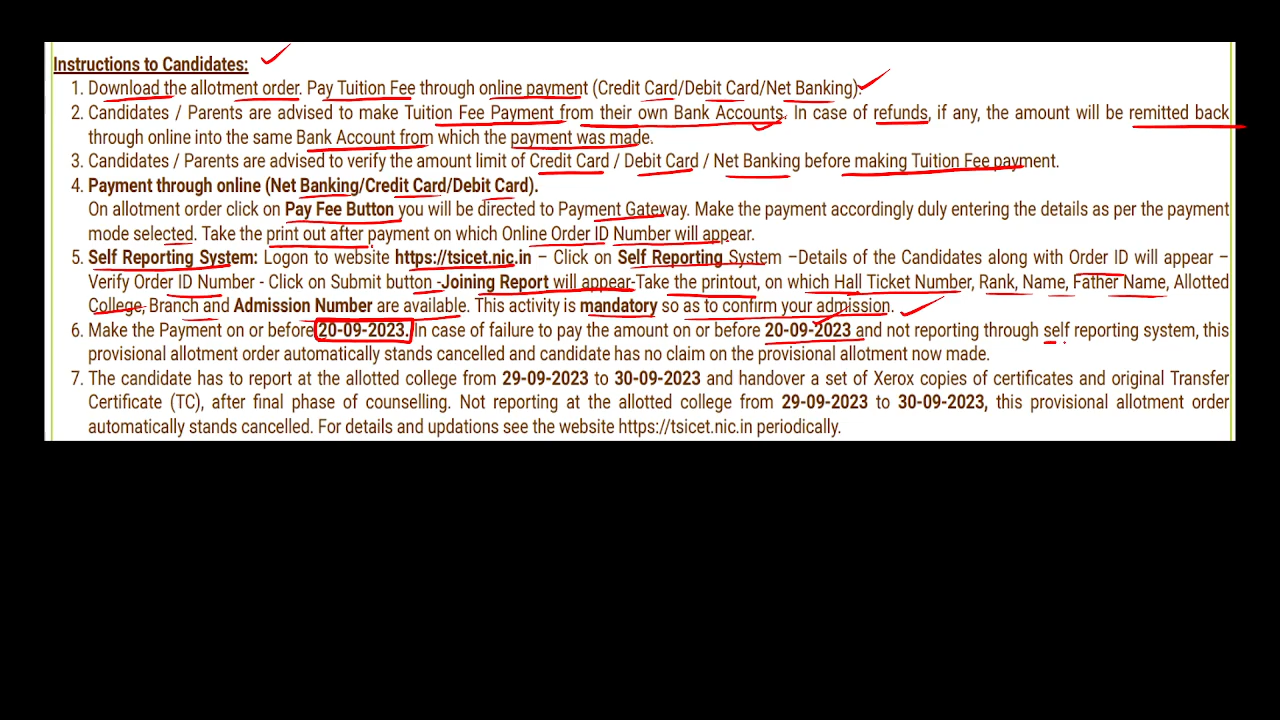 Instructions to Candidates:
1. Download the allotment order. Pay Tuition Fee through online payment (Credit Card/Debit Card/Net Banking).
2. Candidates / Parents are advised to make Tuition Fee Payment from their own Bank Accounts. In case of refunds, if any, the amount will be remitted back
through online into the same Bank Account from which the payment was made.
3. Candidates / Parents are advised to verify the amount limit of Credit Card / Debit Card / Net Banking before making Tuition Fee payment.
4. Payment through online (Net Banking/Credit Card/Debit Card).
On allotment order click on Pay Fee Button you will be directed to Payment Gateway. Make the payment accordingly duly entering the details as per the payment
mode selected. Take the print out after payment on which Online Order ID Number will appear.
5. Self Reporting System: Logon to website https://tsicet.nic.in – Click on Self Reporting System –Details of the Candidates along with Order ID will appear –
Verify Order ID Number - Click on Submit button -Joining Report will appear-Take the printout, on which Hall Ticket Number, Rank, Name, Father Name, Allotted
College, Branch and Admission Number are available. This activity is mandatory so as to confirm your admission.
6. Make the Payment on or before 20-09-2023. In case of failure to pay the amount on or before 20-09-2023 and not reporting through self reporting system, this
provisional allotment order automatically stands cancelled and candidate has no claim on the provisional allotment now made.
7. The candidate has to report at the allotted college from 29-09-2023 to 30-09-2023 and handover a set of Xerox copies of certificates and original Transfer
Certificate (TC), after final phase of counselling. Not reporting at the allotted college from 29-09-2023 to 30-09-2023, this provisional allotment order
automatically stands cancelled. For details and updations see the website https://tsicet.nic.in periodically.